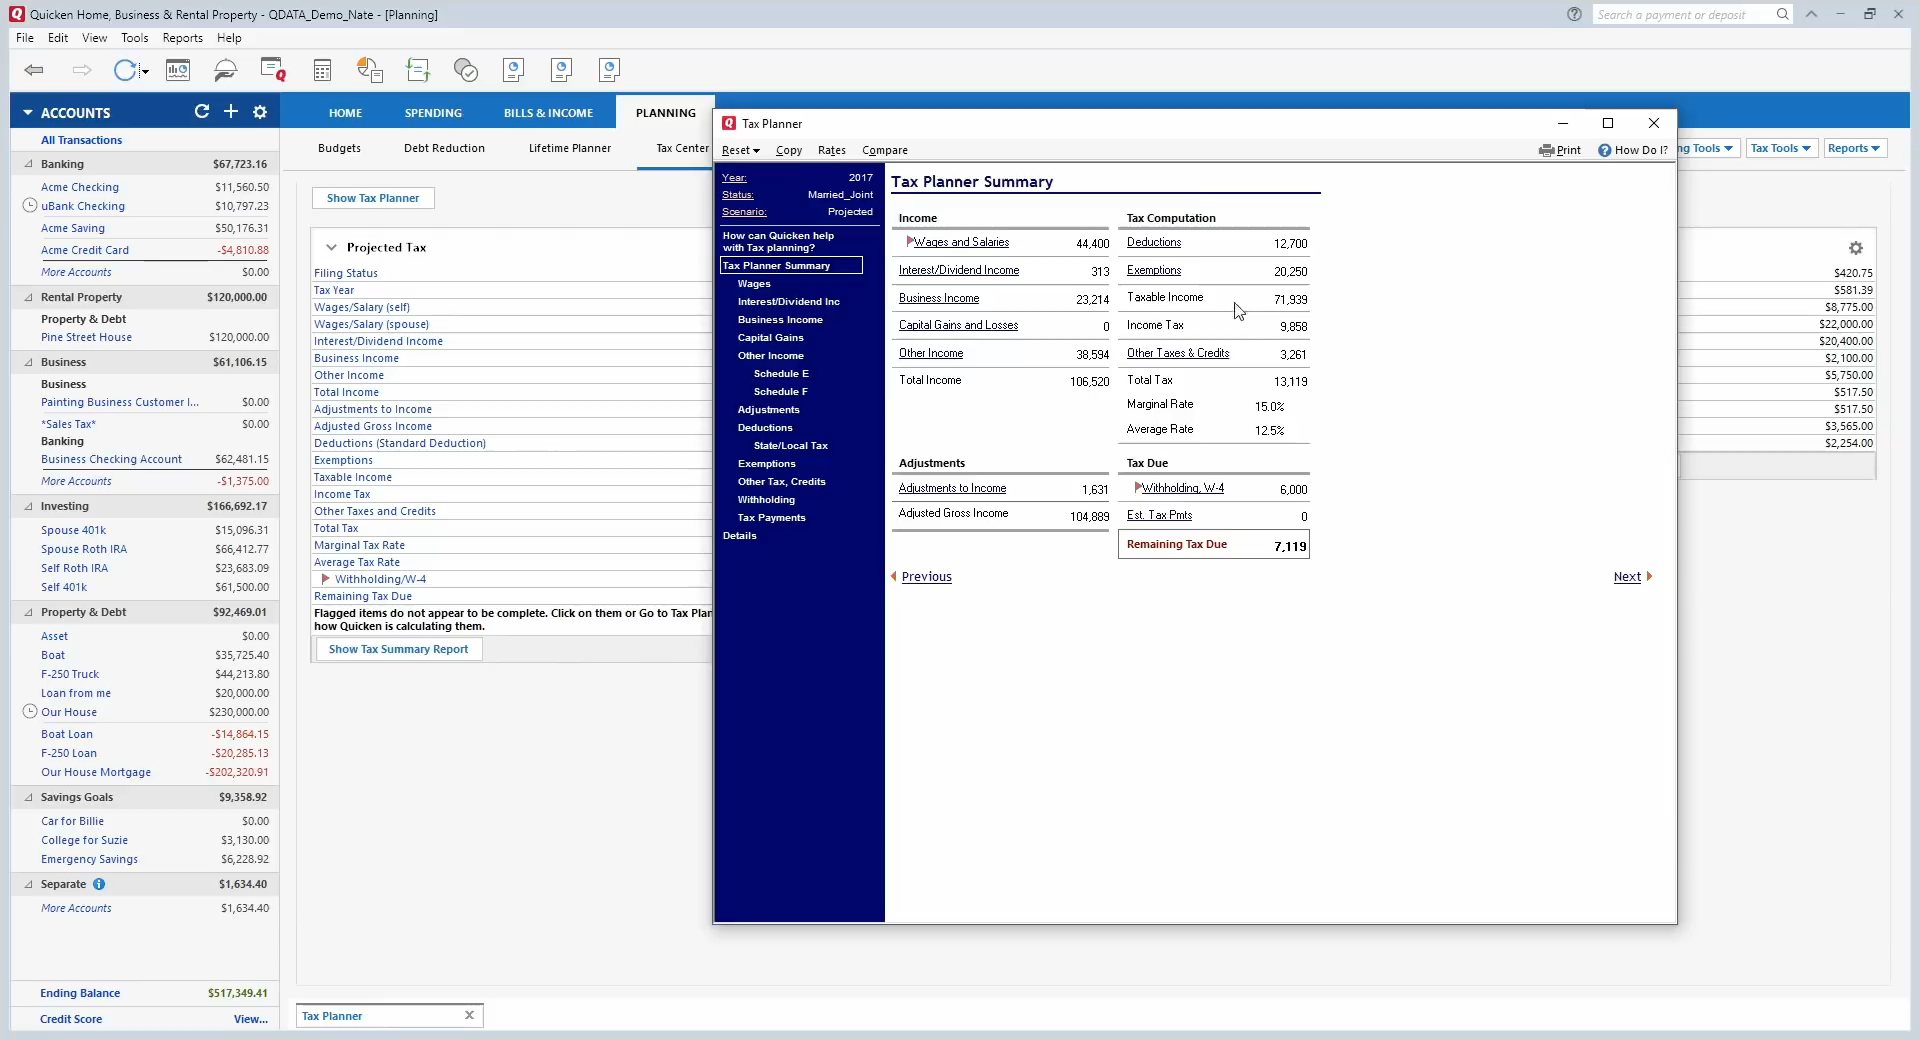 Quicken Home, Business & Rental Property - QDATA_Demo_Nate - [Planning]
Search a payment or deposit
File Edit View Tools Reports Help
ACCOUNTS
All Transactions
Banking $67,723.16
Acme Checking $11,560.50
uBank Checking $10,797.23
Acme Saving $50,176.31
Acme Credit Card -$4,810.88
More Accounts $0.00
Rental Property $120,000.00
Property & Debt
Pine Street House $120,000.00
Business $61,106.15
Business
Painting Business Customer I... $0.00
*Sales Tax* $0.00
Banking
Business Checking Account $62,481.15
More Accounts -$1,375.00
Investing $166,692.17
Spouse 401k $15,096.31
Spouse Roth IRA $66,412.77
Self Roth IRA $23,683.09
Self 401k $61,500.00
Property & Debt $92,469.01
Asset $0.00
Boat $35,725.40
F-250 Truck $44,213.80
Loan from me $20,000.00
Our House $230,000.00
Boat Loan -$14,864.15
F-250 Loan -$20,285.13
Our House Mortgage -$202,320.91
Savings Goals $9,358.92
Car for Billie $0.00
College for Suzie $3,130.00
Emergency Savings $6,228.92
Separate $1,634.40
More Accounts $1,634.40
Ending Balance $517,349.41
Credit Score View...
HOME SPENDING BILLS & INCOME PLANNING
Budgets Debt Reduction Lifetime Planner Tax Center
ng Tools Tax Tools Reports
Show Tax Planner
Projected Tax
Filing Status
Tax Year
Wages/Salary (self)
Wages/Salary (spouse)
Interest/Dividend Income
Business Income
Other Income
Total Income
Adjustments to Income
Adjusted Gross Income
Deductions (Standard Deduction)
Exemptions
Taxable Income
Income Tax
Other Taxes and Credits
Total Tax
Marginal Tax Rate
Average Tax Rate
Withholding/W-4
Remaining Tax Due
Flagged items do not appear to be complete. Click on them or Go to Tax Plan
how Quicken is calculating them.
Show Tax Summary Report
Tax Planner
Reset Copy Rates Compare Print How Do I?
Year: 2017
Status: Married_Joint
Scenario: Projected
How can Quicken help
with Tax planning?
Tax Planner Summary
Wages
Interest/Dividend Inc
Business Income
Capital Gains
Other Income
Schedule E
Schedule F
Adjustments
Deductions
State/Local Tax
Exemptions
Other Tax, Credits
Withholding
Tax Payments
Details
Tax Planner Summary
Income
Wages and Salaries 44,400
Interest/Dividend Income 313
Business Income 23,214
Capital Gains and Losses 0
Other Income 38,594
Total Income 106,520
Tax Computation
Deductions 12,700
Exemptions 20,250
Taxable Income 71,939
Income Tax 9,858
Other Taxes & Credits 3,261
Total Tax 13,119
Marginal Rate 15.0%
Average Rate 12.5%
Adjustments
Adjustments to Income 1,631
Adjusted Gross Income 104,889
Tax Due
Withholding, W-4 6,000
Est. Tax Pmts 0
Remaining Tax Due 7,119
Previous Next
$420.75
$581.39
$8,775.00
$22,000.00
$20,400.00
$2,100.00
$5,750.00
$517.50
$517.50
$3,565.00
$2,254.00
Tax Planner